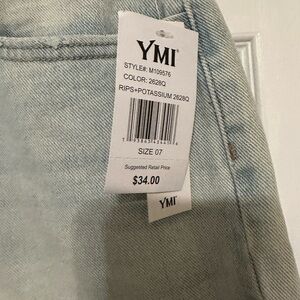 YMI
STYLE#: M109576
COLOR: 2628Q
RIPS+POTASSIUM 2628Q
SIZE 07
Suggested Retail Price
$34.00
YMI